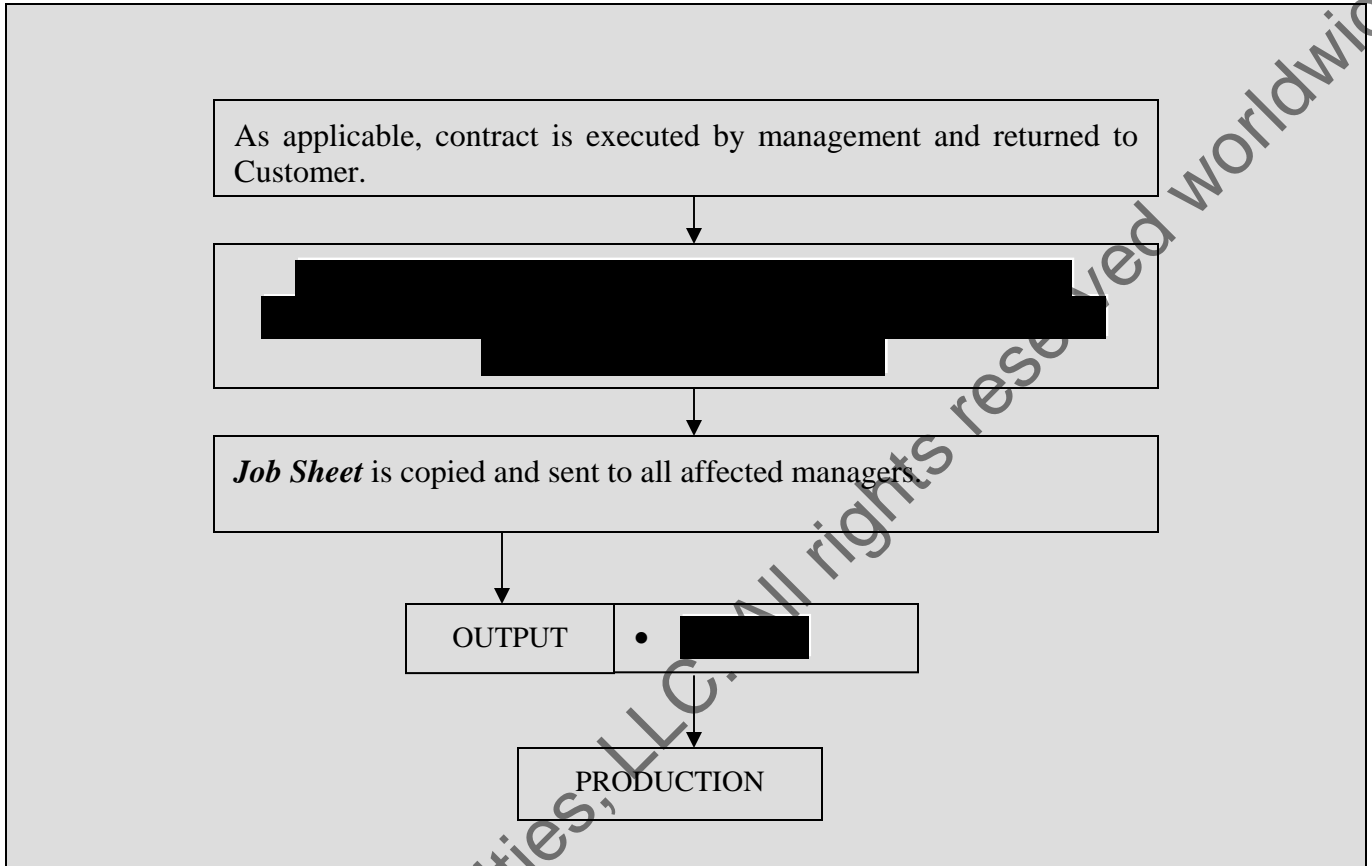 As applicable, contract is executed by management and returned to
Customer.
Job Sheet is copied and sent to all affected managers.
OUTPUT
•
PRODUCTION
LLC. All rights reserved